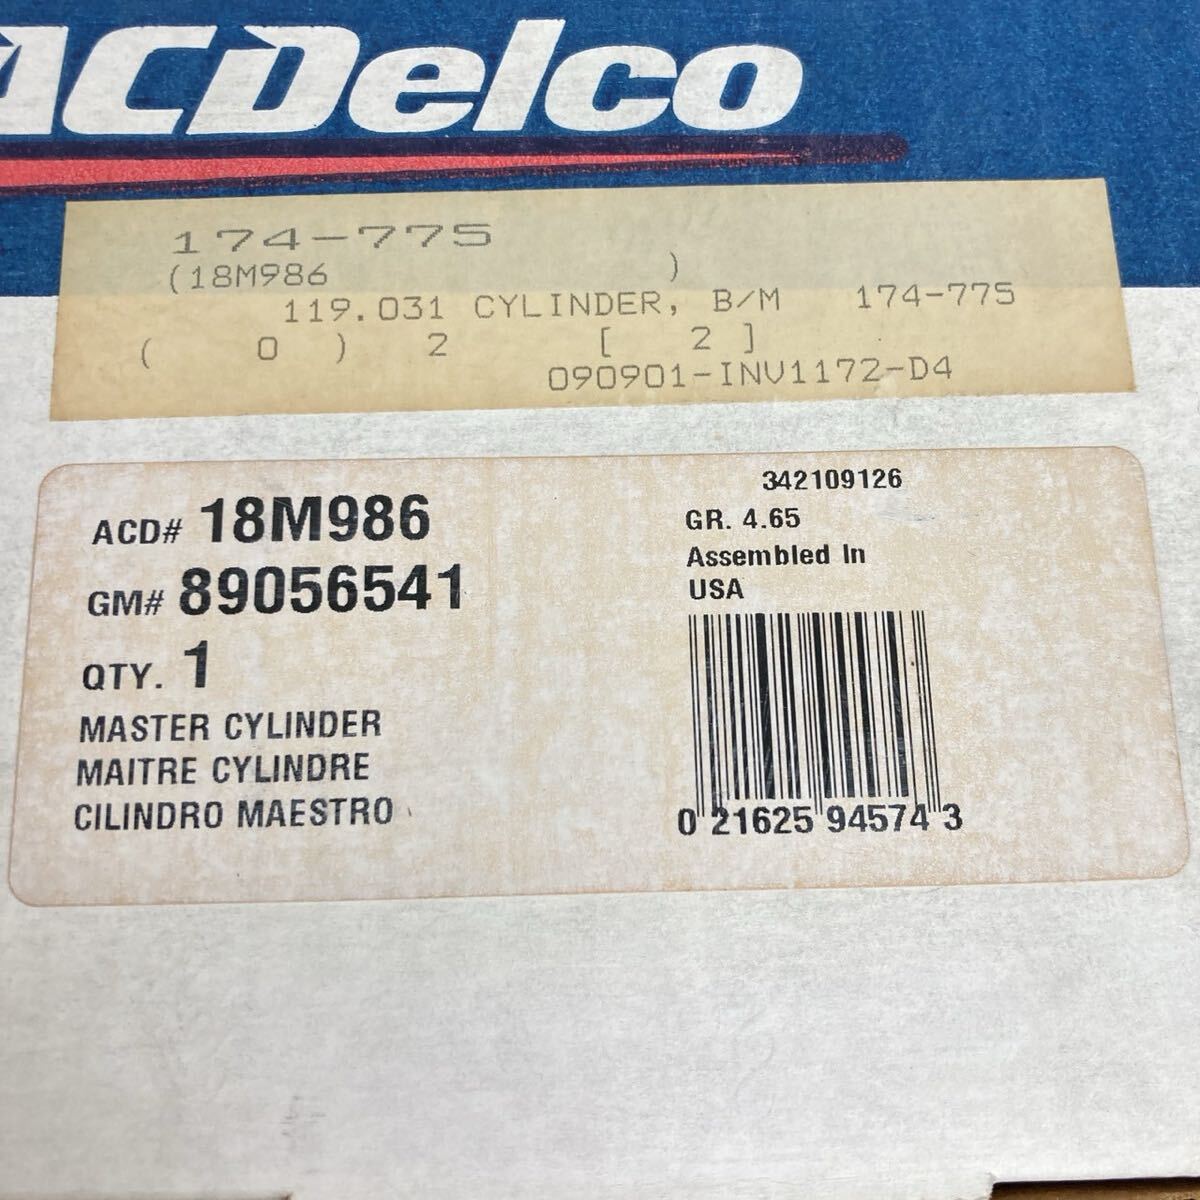 ACDelco
174-775
(18M986 )
119.031 CYLINDER, B/M 174-775
( 0 ) 2 [ 2 ]
090901-INV1172-D4
342109126
ACD# 18M986
GR. 4.65
Assembled In
USA
GM# 89056541
QTY. 1
MASTER CYLINDER
MAITRE CYLINDRE
CILINDRO MAESTRO
0 21625 94574 3